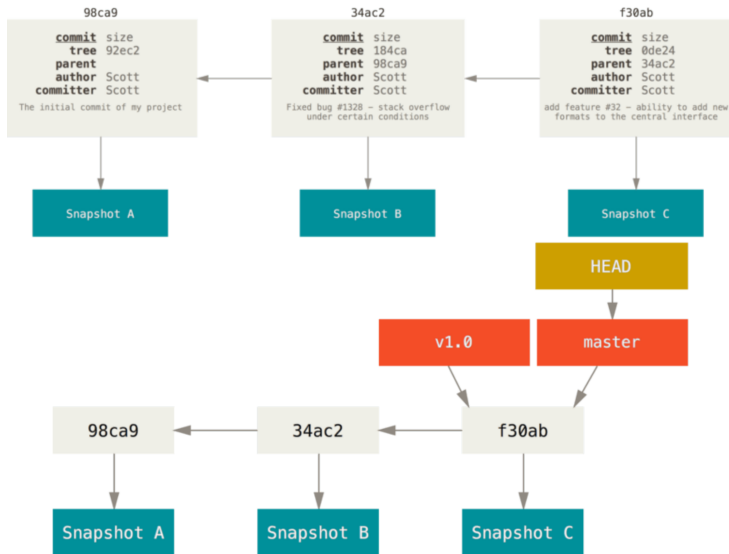 98ca9
commit size
tree 92ec2
parent
author Scott
committer Scott
The initial commit of my project
34ac2
commit size
tree 184ca
parent 98ca9
author Scott
committer Scott
Fixed bug #1328 – stack overflow
under certain conditions
f30ab
commit size
tree 0de24
parent 34ac2
author Scott
committer Scott
add feature #32 – ability to add new
formats to the central interface
Snapshot A
Snapshot B
Snapshot C
HEAD
v1.0
master
98ca9
34ac2
f30ab
Snapshot A
Snapshot B
Snapshot C